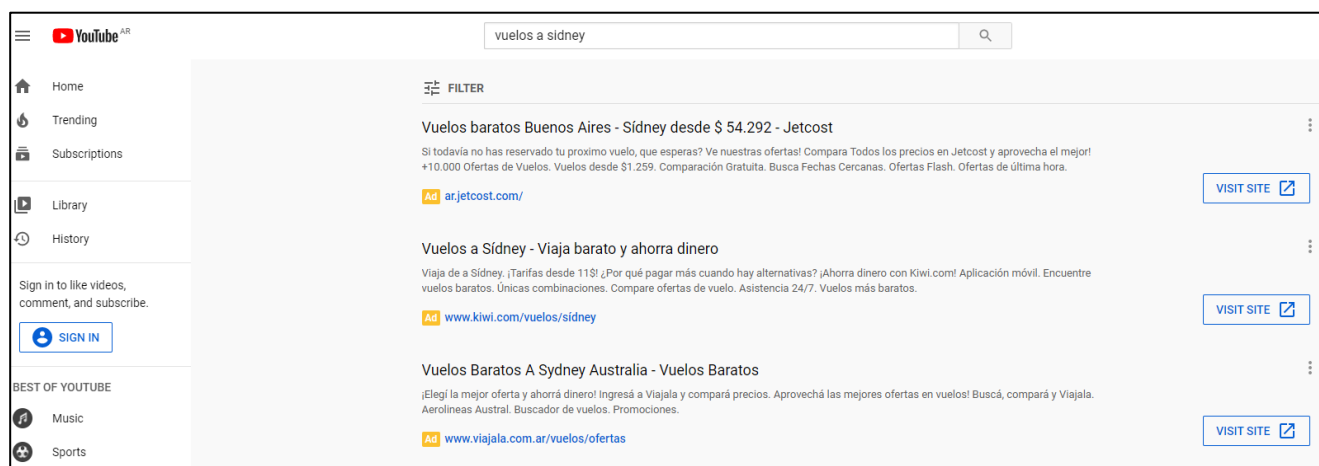 YouTube AR
vuelos a sidney
Home
Trending
Subscriptions
Library
History
Sign in to like videos,
comment, and subscribe.
SIGN IN
BEST OF YOUTUBE
Music
Sports
FILTER
Vuelos baratos Buenos Aires - Sídney desde $ 54.292 - Jetcost
Si todavía no has reservado tu proximo vuelo, que esperas? Ve nuestras ofertas! Compara Todos los precios en Jetcost y aprovecha el mejor!
+10.000 Ofertas de Vuelos. Vuelos desde $1.259. Comparación Gratuita. Busca Fechas Cercanas. Ofertas Flash. Ofertas de última hora.
Ad ar.jetcost.com/
VISIT SITE
Vuelos a Sídney - Viaja barato y ahorra dinero
Viaja de a Sídney. ¡Tarifas desde 11$! ¿Por qué pagar más cuando hay alternativas? ¡Ahorra dinero con Kiwi.com! Aplicación móvil. Encuentre
vuelos baratos. Únicas combinaciones. Compare ofertas de vuelo. Asistencia 24/7. Vuelos más baratos.
Ad www.kiwi.com/vuelos/sídney
VISIT SITE
Vuelos Baratos A Sydney Australia - Vuelos Baratos
¡Elegí la mejor oferta y ahorrá dinero! Ingresá a Viajala y compará precios. Aprovechá las mejores ofertas en vuelos! Buscá, compará y Viajala.
Aerolineas Austral. Buscador de vuelos. Promociones.
Ad www.viajala.com.ar/vuelos/ofertas
VISIT SITE